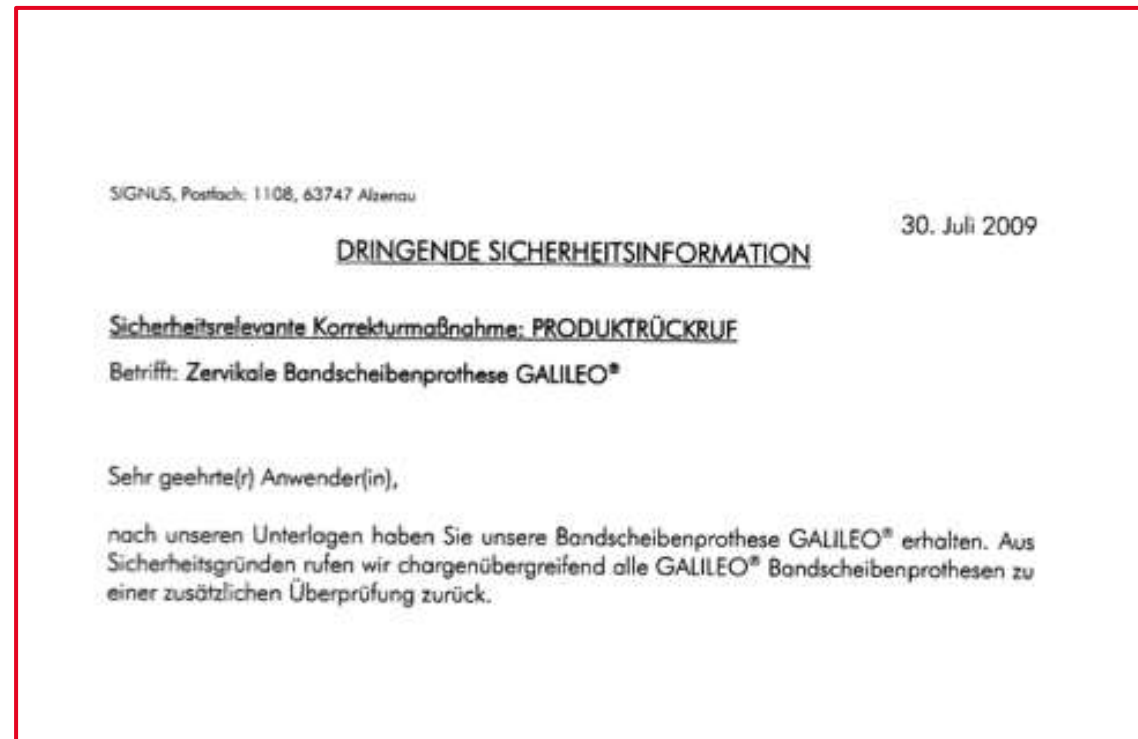 SIGNUS, Postfach: 1108, 63747 Alzenau
30. Juli 2009
DRINGENDE SICHERHEITSINFORMATION
Sicherheitsrelevante Korrekturmaßnahme: PRODUKTRÜCKRUF
Betrifft: Zervikale Bandscheibenprothese GALILEO®
Sehr geehrte(r) Anwender(in),
nach unseren Unterlagen haben Sie unsere Bandscheibenprothese GALILEO® erhalten. Aus
Sicherheitsgründen rufen wir chargenübergreifend alle GALILEO® Bandscheibenprothesen zu
einer zusätzlichen Überprüfung zurück.